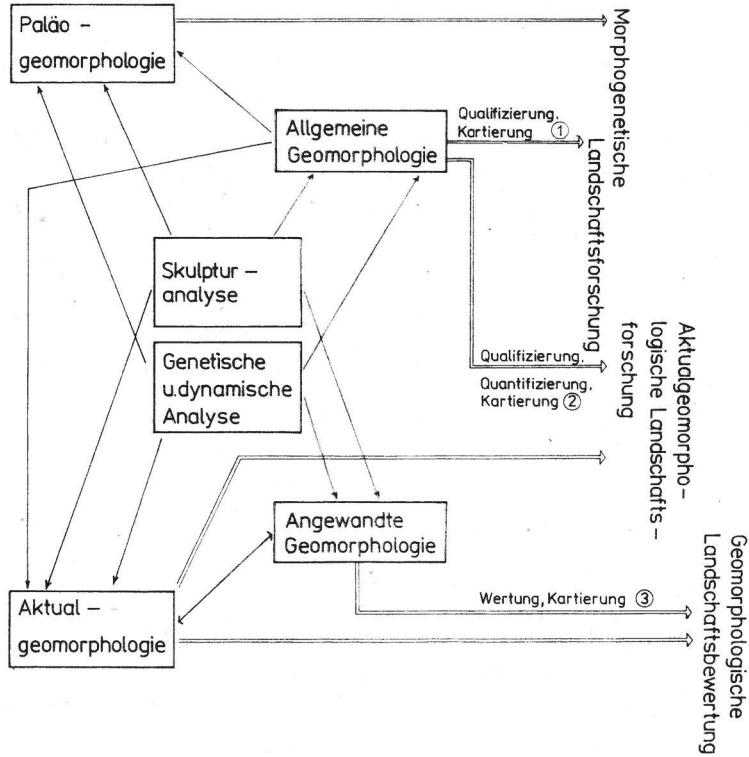 Paläo –
geomorphologie
Allgemeine
Geomorphologie
Qualifizierung,
Kartierung ①
Morphogenetische
Landschaftsforschung
Skulptur –
analyse
Genetische
u.dynamische
Analyse
Qualifizierung,
Quantifizierung,
Kartierung ②
Aktualgeomorpho–
logische Landschafts–
forschung
Angewandte
Geomorphologie
Aktual –
geomorphologie
Wertung, Kartierung ③
Geomorphologische
Landschaftsbewertung